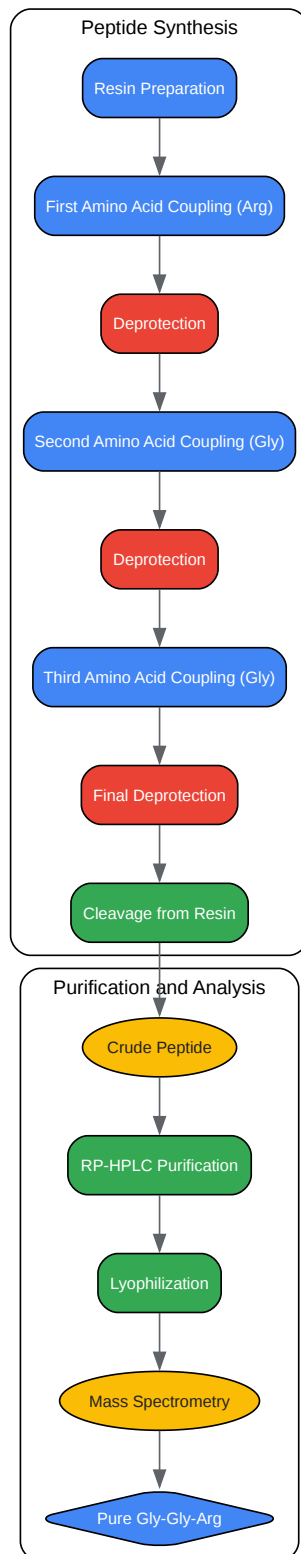 Peptide Synthesis
Resin Preparation
First Amino Acid Coupling (Arg)
Deprotection
Second Amino Acid Coupling (Gly)
Deprotection
Third Amino Acid Coupling (Gly)
Final Deprotection
Cleavage from Resin
Purification and Analysis
Crude Peptide
RP-HPLC Purification
Lyophilization
Mass Spectrometry
Pure Gly-Gly-Arg